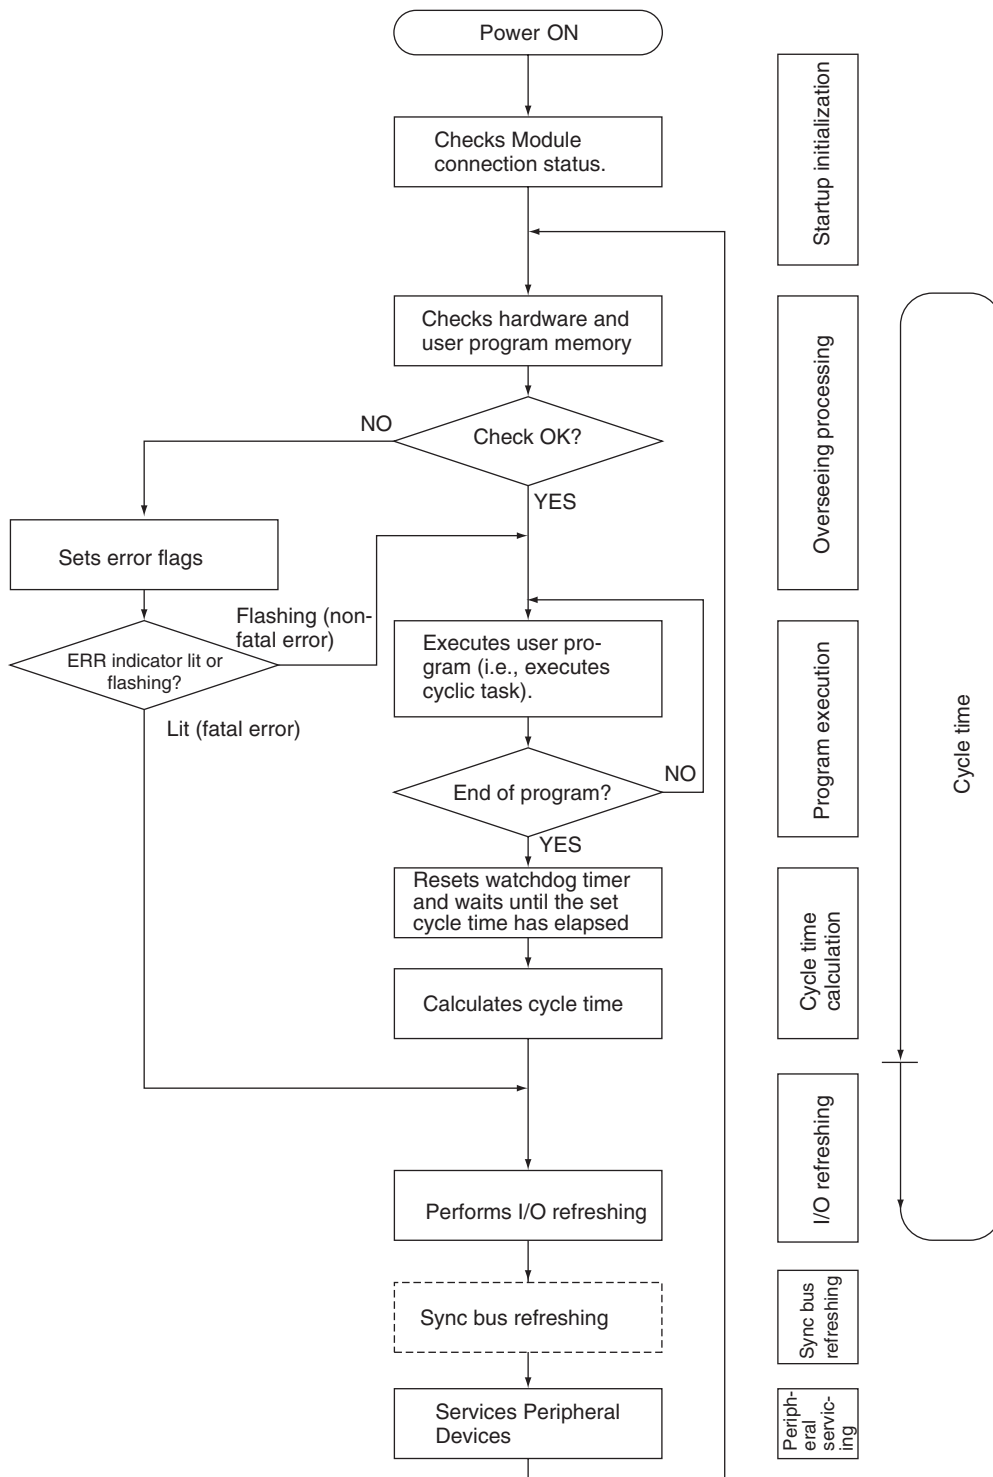 Power ON
Checks Module
connection status.
Startup initialization
Checks hardware and
user program memory
Check OK?
NO
YES
Overseeing processing
Sets error flags
ERR indicator lit or
flashing?
Flashing (non-
fatal error)
Lit (fatal error)
Executes user pro-
gram (i.e., executes
cyclic task).
End of program?
NO
YES
Program execution
Cycle time
Resets watchdog timer
and waits until the set
cycle time has elapsed
Calculates cycle time
Cycle time
calculation
Performs I/O refreshing
I/O refreshing
Sync bus refreshing
Sync bus
refreshing
Services Peripheral
Devices
Periph-
eral
servic-
ing